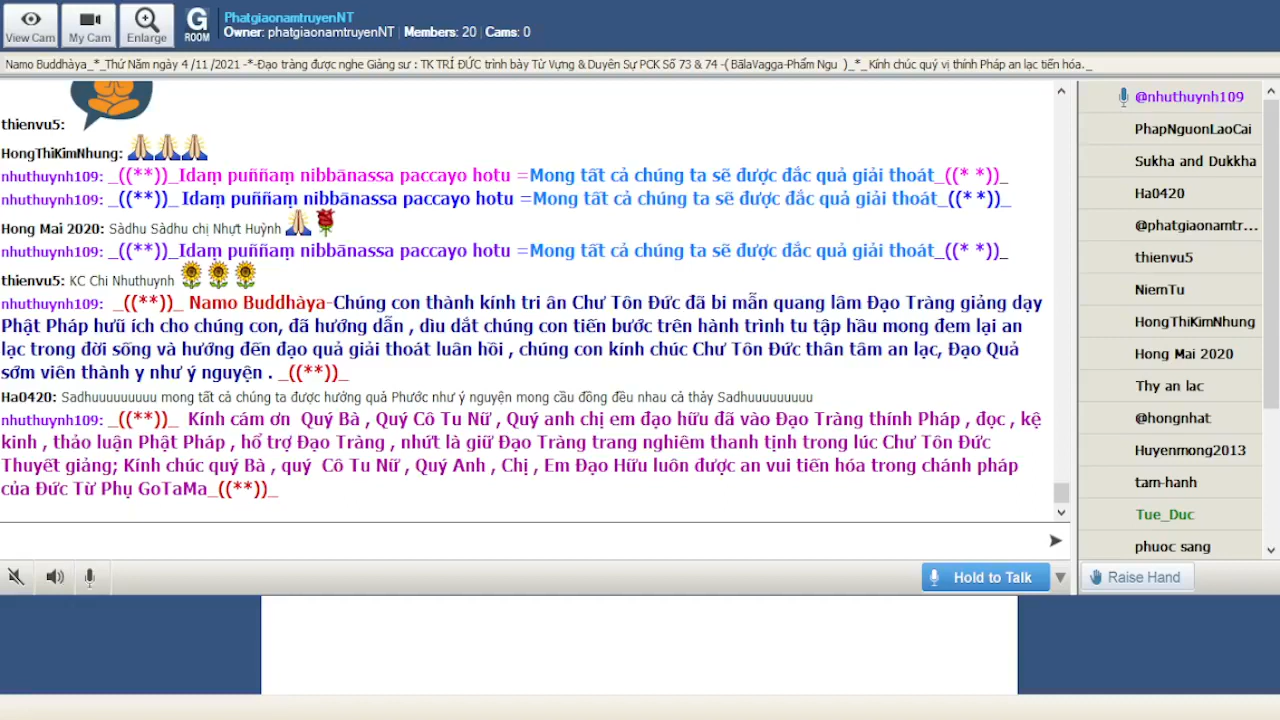 View Cam
My Cam
Enlarge
G
ROOM
PhatgiaonamtruyenNT
Owner: phatgiaonamtruyenNT | Members: 20 | Cams: 0
Namo Buddhàya_*_Thứ Năm ngày 4 /11 /2021 -*-Đạo tràng được nghe Giảng sư : TK TRÍ ĐỨC trình bày Từ Vựng & Duyên Sự PCK Số 73 & 74 -( BālaVagga-Phẩm Ngu )_*_Kính chúc quý vị thính Pháp an lạc tiến hóa._
thienvu5:
HongThiKimNhung: 🙏🙏🙏
nhuthuynh109: _((**))_Idaṃ puññaṃ nibbānassa paccayo hotu =Mong tất cả chúng ta sẽ được đắc quả giải thoát_((* *))_
nhuthuynh109: _((**))_ Idaṃ puññaṃ nibbānassa paccayo hotu =Mong tất cả chúng ta sẽ được đắc quả giải thoát_((* *))_
Hong Mai 2020: Sàdhu Sàdhu chị Nhựt Huỳnh 🙏🌹
nhuthuynh109: _((**))_Idaṃ puññaṃ nibbānassa paccayo hotu =Mong tất cả chúng ta sẽ được đắc quả giải thoát_((* *))_
thienvu5: KC Chi Nhuthuynh 🌻🌻🌻
nhuthuynh109: _((**))_ Namo Buddhàya-Chúng con thành kính tri ân Chư Tôn Đức đã bi mẫn quang lâm Đạo Tràng giảng dạy
Phật Pháp hưũ ích cho chúng con, đã hướng dẫn , dìu dắt chúng con tiến bước trên hành trình tu tập hầu mong đem lại an
lạc trong đời sống và hướng đến đạo quả giải thoát luân hồi , chúng con kính chúc Chư Tôn Đức thân tâm an lạc, Đạo Quả
sớm viên thành y như ý nguyện . _((**))_
Ha0420: Sadhuuuuuuuuu mong tất cả chúng ta được hưởng quả Phước như ý nguyện mong cầu đồng đều nhau cả thảy Sadhuuuuuuuuu
nhuthuynh109: _((**))_ Kính cám ơn Quý Bà , Quý Cô Tu Nữ , Quý anh chị em đạo hữu đã vào Đạo Tràng thính Pháp , đọc , kệ
kinh , thảo luận Phật Pháp , hổ trợ Đạo Tràng , nhứt là giữ Đạo Tràng trang nghiêm thanh tịnh trong lúc Chư Tôn Đức
Thuyết giảng; Kính chúc quý Bà , quý Cô Tu Nữ , Quý Anh , Chị , Em Đạo Hữu luôn được an vui tiến hóa trong chánh pháp
của Đức Từ Phụ GoTaMa_((**))_
Hold to Talk
@nhuthuynh109
PhapNguonLaoCai
Sukha and Dukkha
Ha0420
@phatgiaonamtr...
thienvu5
NiemTu
HongThiKimNhung
Hong Mai 2020
Thy an lac
@hongnhat
Huyenmong2013
tam-hanh
Tue_Duc
phuoc sang
Raise Hand